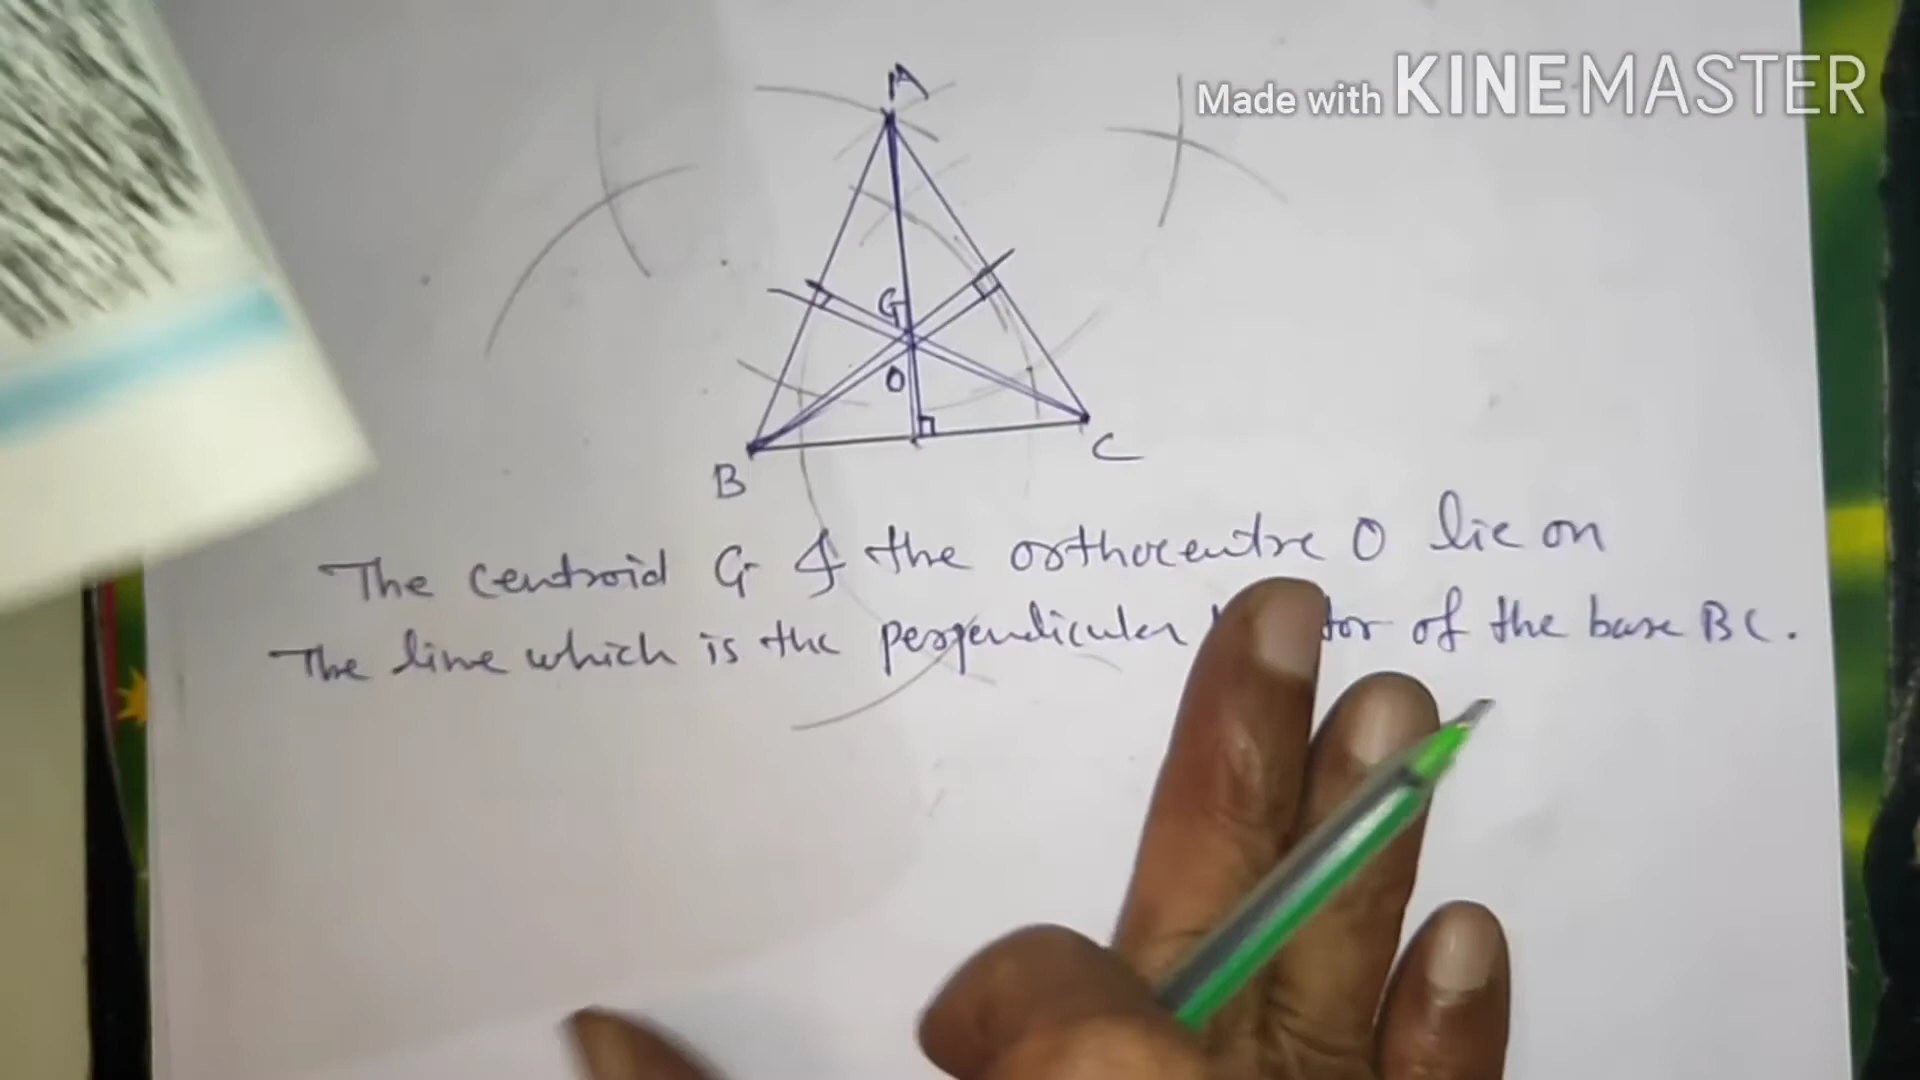 Made with KINEMASTER
A
G
O
B
C
The centroid G & the orthocentre O lie on
The line which is the perpendicular of the base BC.